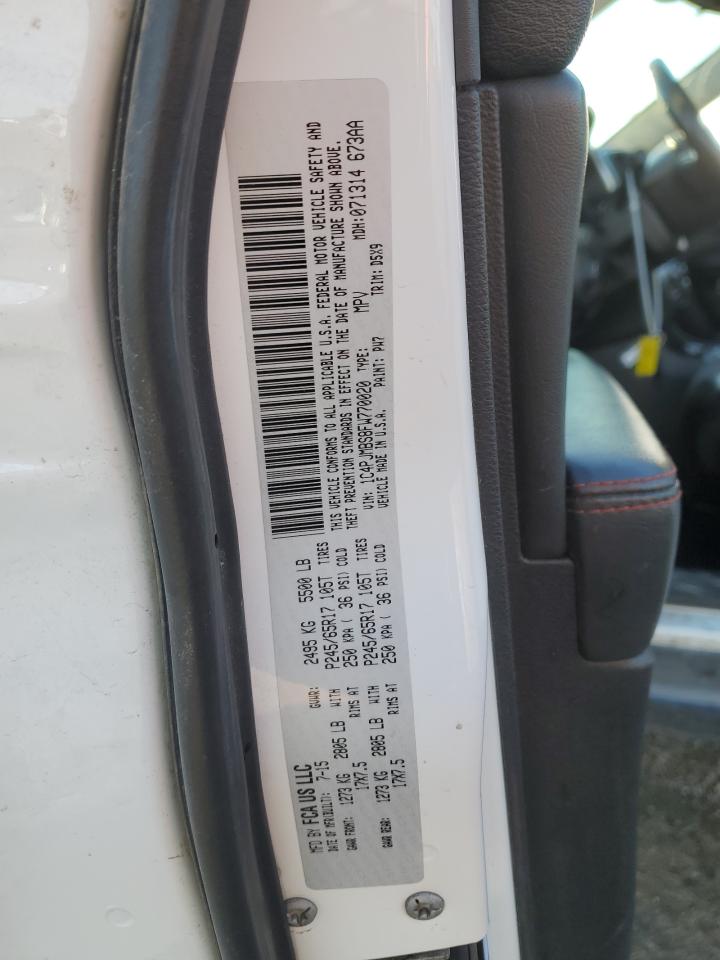 MFD BY FCA US LLC
DATE OF MFR(BUILT): 7-15 GVWR: 2495 KG 5500 LB
GAWR FRONT: 1273 KG 2805 LB WITH P245/65R17 105T TIRES
17X7.5 RIMS AT 250 KPA ( 36 PSI) COLD
GAWR REAR: 1273 KG 2805 LB WITH P245/65R17 105T TIRES
17X7.5 RIMS AT 250 KPA ( 36 PSI) COLD
THIS VEHICLE CONFORMS TO ALL APPLICABLE U.S.A. FEDERAL MOTOR VEHICLE SAFETY AND
THEFT PREVENTION STANDARDS IN EFFECT ON THE DATE OF MANUFACTURE SHOWN ABOVE.
VIN: 1C4PJMBS8FW770020 TYPE: MPV MDH:071314 673AA
VEHICLE MADE IN U.S.A. PAINT: PW7 TRIM: D5X9